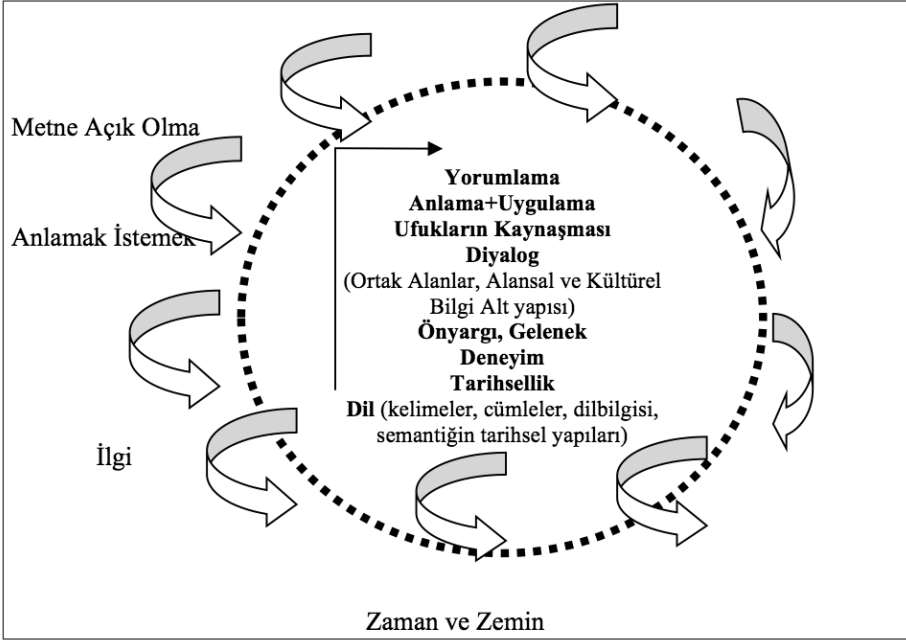 Metne Açık Olma
Yorumlama
Anlama+Uygulama
Ufukların Kaynaşması
Anlamak İstemek
Diyalog
(Ortak Alanlar, Alansal ve Kültürel
Bilgi Alt yapısı)
Önyargı, Gelenek
Deneyim
Tarihsellik
Dil (kelimeler, cümleler, dilbilgisi,
semantiğin tarihsel yapıları)
İlgi
Zaman ve Zemin